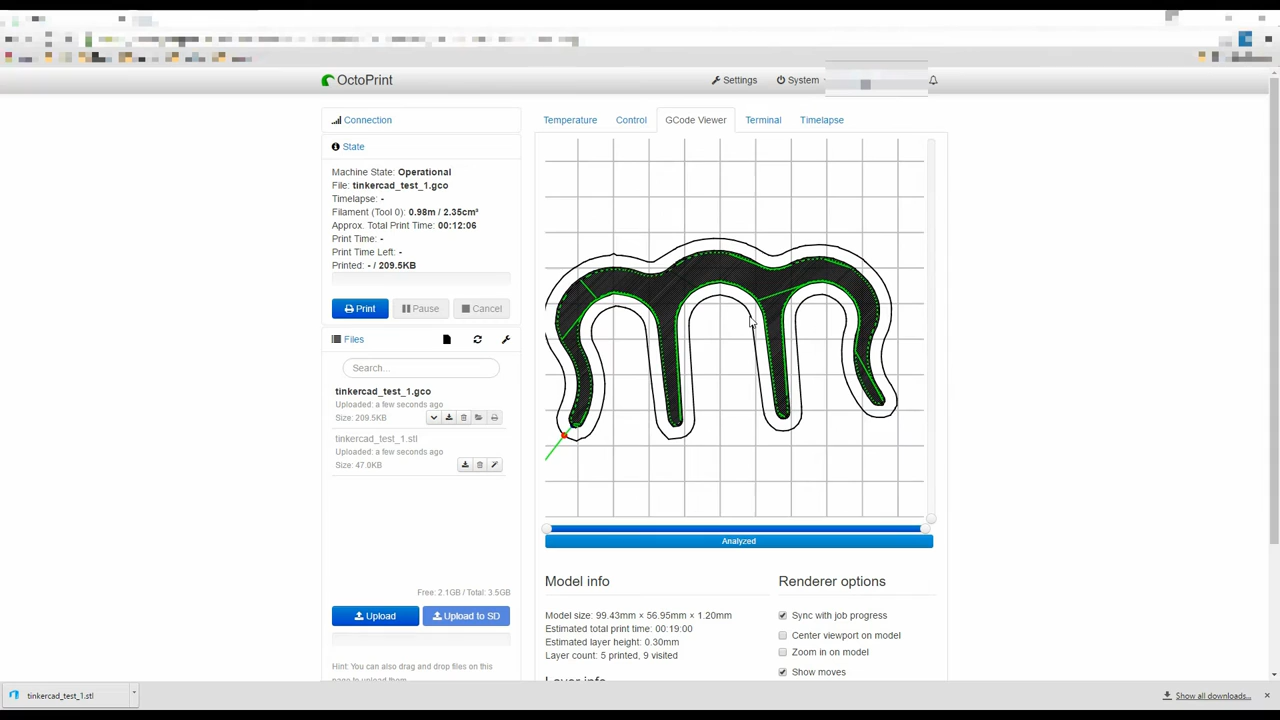 OctoPrint
Settings
System
Connection
State
Machine State: Operational
File: tinkercad_test_1.gco
Timelapse: -
Filament (Tool 0): 0.98m / 2.35cm³
Approx. Total Print Time: 00:12:06
Print Time: -
Print Time Left: -
Printed: - / 209.5KB
Print
Pause
Cancel
Files
Search...
tinkercad_test_1.gco
Uploaded: a few seconds ago
Size: 209.5KB
tinkercad_test_1.stl
Uploaded: a few seconds ago
Size: 47.0KB
Free: 2.1GB / Total: 3.5GB
Upload
Upload to SD
Hint: You can also drag and drop files on this
page to upload them.
Temperature
Control
GCode Viewer
Terminal
Timelapse
Analyzed
Model info
Model size: 99.43mm × 56.95mm × 1.20mm
Estimated total print time: 00:19:00
Estimated layer height: 0.30mm
Layer count: 5 printed, 9 visited
Layer info
Renderer options
Sync with job progress
Center viewport on model
Zoom in on model
Show moves
tinkercad_test_1.stl
Show all downloads...